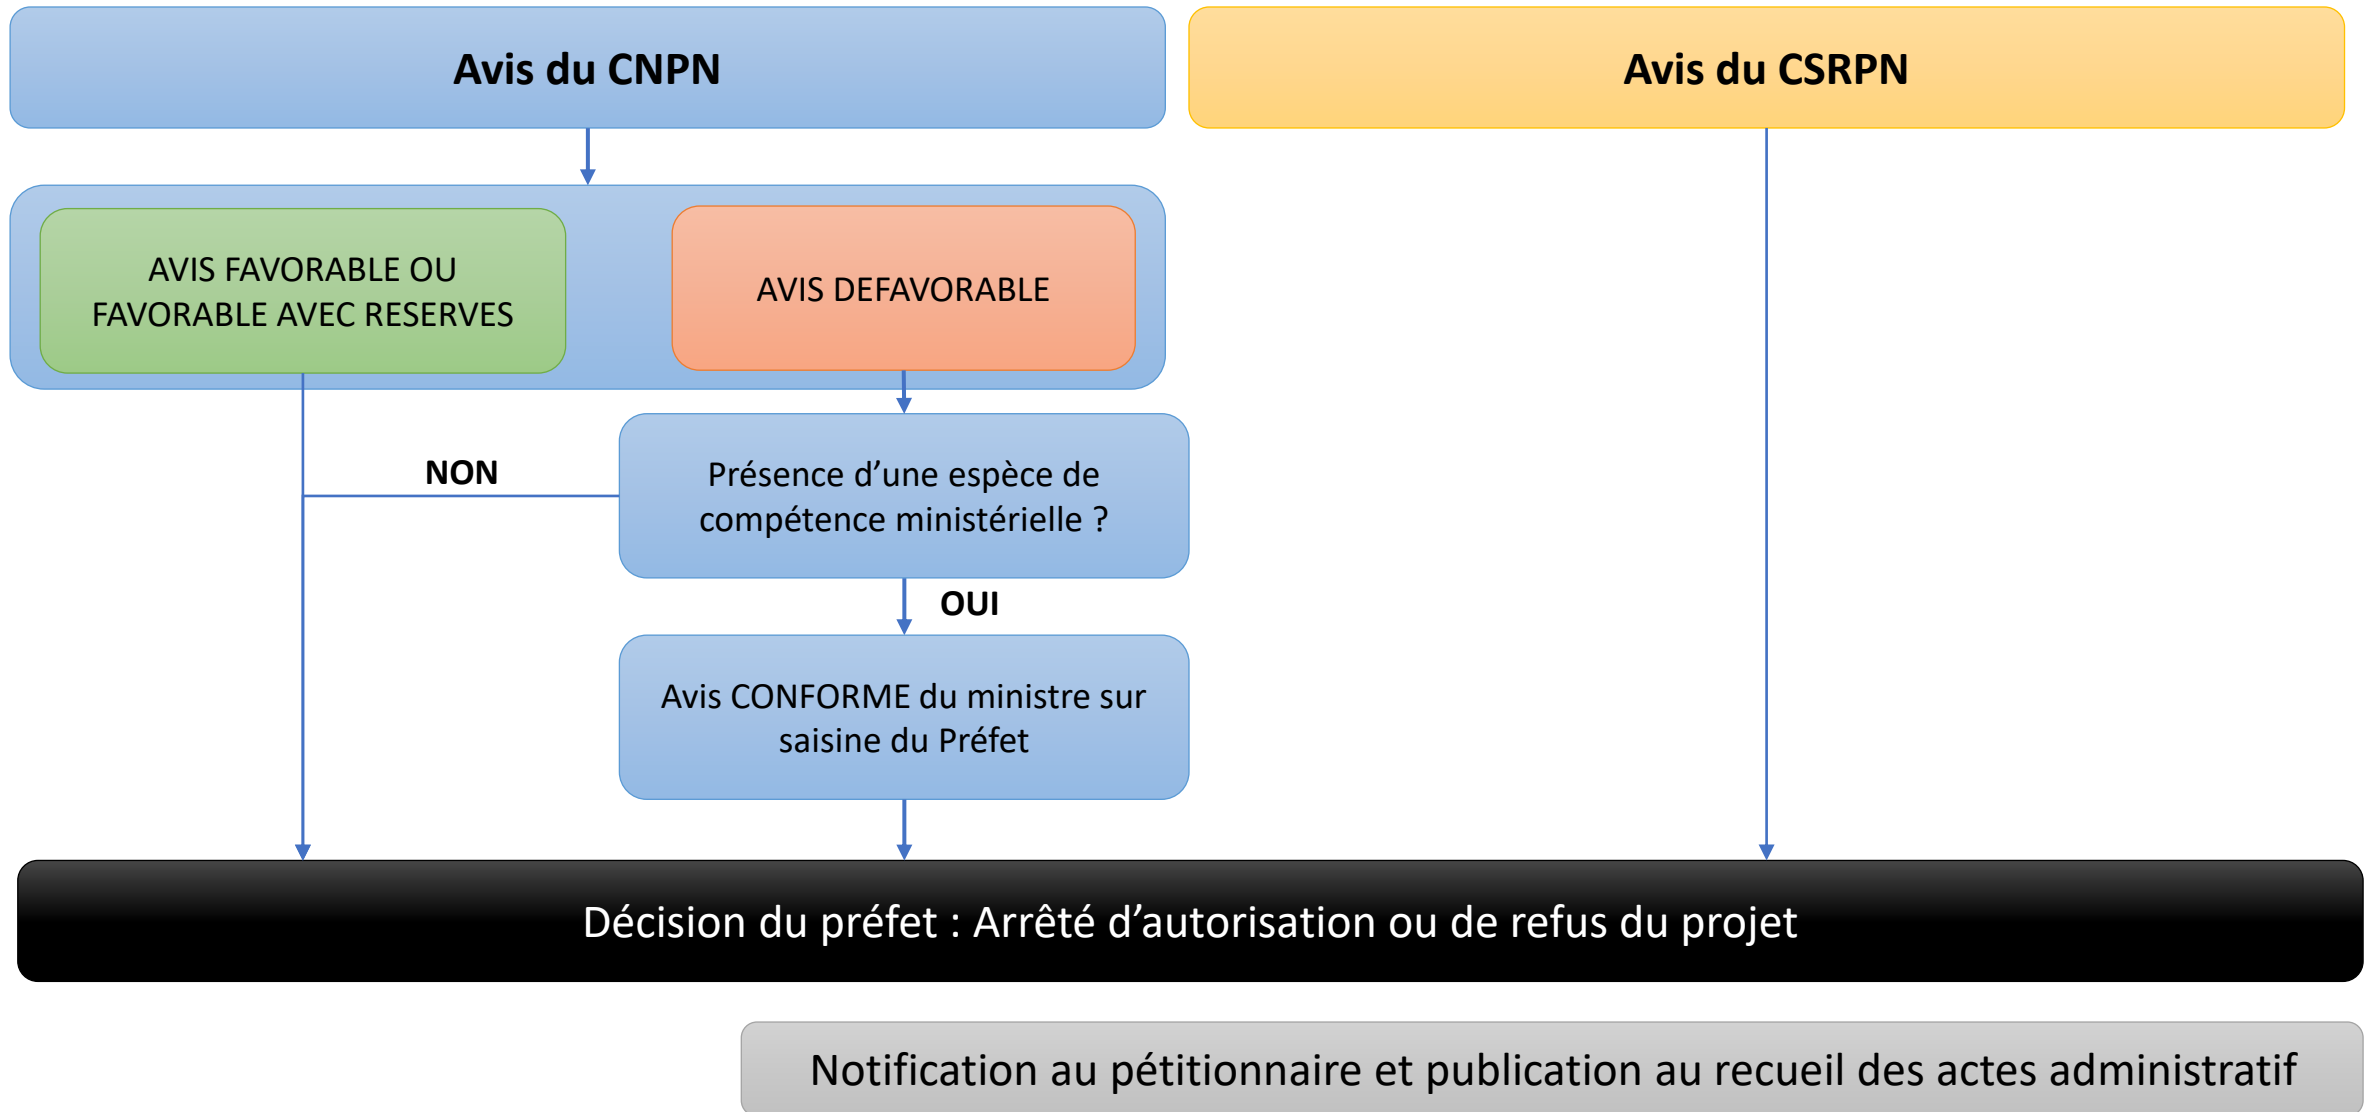 Avis du CNPN
Avis du CSRPN
AVIS FAVORABLE OU
FAVORABLE AVEC RESERVES
AVIS DEFAVORABLE
NON
Présence d’une espèce de
compétence ministérielle ?
OUI
Avis CONFORME du ministre sur
saisine du Préfet
Décision du préfet : Arrêté d’autorisation ou de refus du projet
Notification au pétitionnaire et publication au recueil des actes administratif